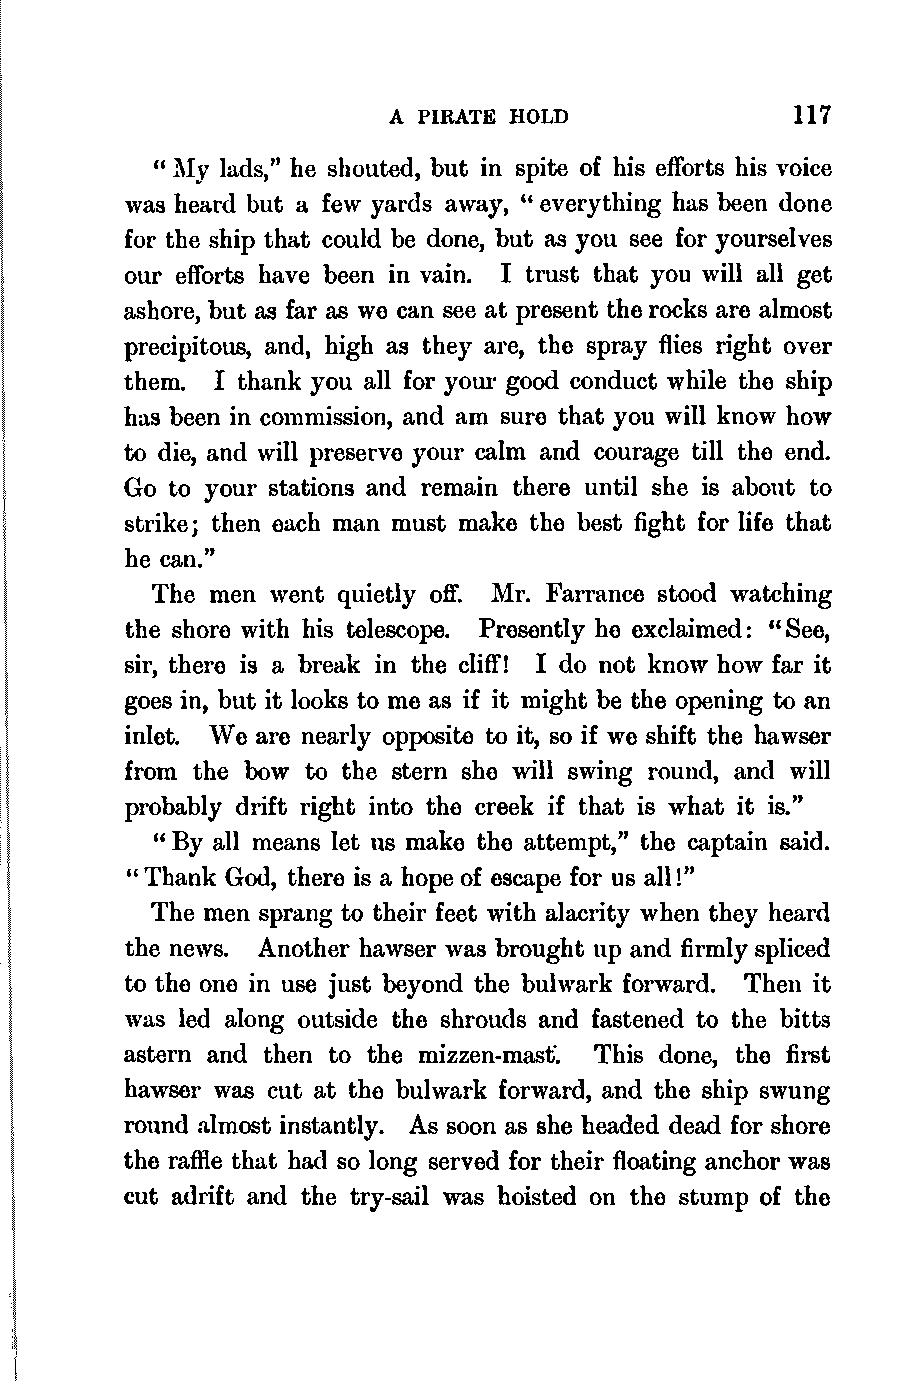 A PIRATE HOLD 117
“ My lads,” he shouted, but in spite of his efforts his voice
was heard but a few yards away, “ everything has been done
for the ship that could be done, but as you see for yourselves
our efforts have been in vain. I trust that you will all get
ashore, but as far as we can see at present the rocks are almost
precipitous, and, high as they are, the spray flies right over
them. I thank you all for your good conduct while the ship
has been in commission, and am sure that you will know how
to die, and will preserve your calm and courage till the end.
Go to your stations and remain there until she is about to
strike; then each man must make the best fight for life that
he can.”
The men went quietly off. Mr. Farrance stood watching
the shore with his telescope. Presently he exclaimed: “See,
sir, there is a break in the cliff! I do not know how far it
goes in, but it looks to me as if it might be the opening to an
inlet. We are nearly opposite to it, so if we shift the hawser
from the bow to the stern she will swing round, and will
probably drift right into the creek if that is what it is.”
“ By all means let us make the attempt,” the captain said.
“ Thank God, there is a hope of escape for us all!”
The men sprang to their feet with alacrity when they heard
the news. Another hawser was brought up and firmly spliced
to the one in use just beyond the bulwark forward. Then it
was led along outside the shrouds and fastened to the bitts
astern and then to the mizzen-mast. This done, the first
hawser was cut at the bulwark forward, and the ship swung
round almost instantly. As soon as she headed dead for shore
the raffle that had so long served for their floating anchor was
cut adrift and the try-sail was hoisted on the stump of the